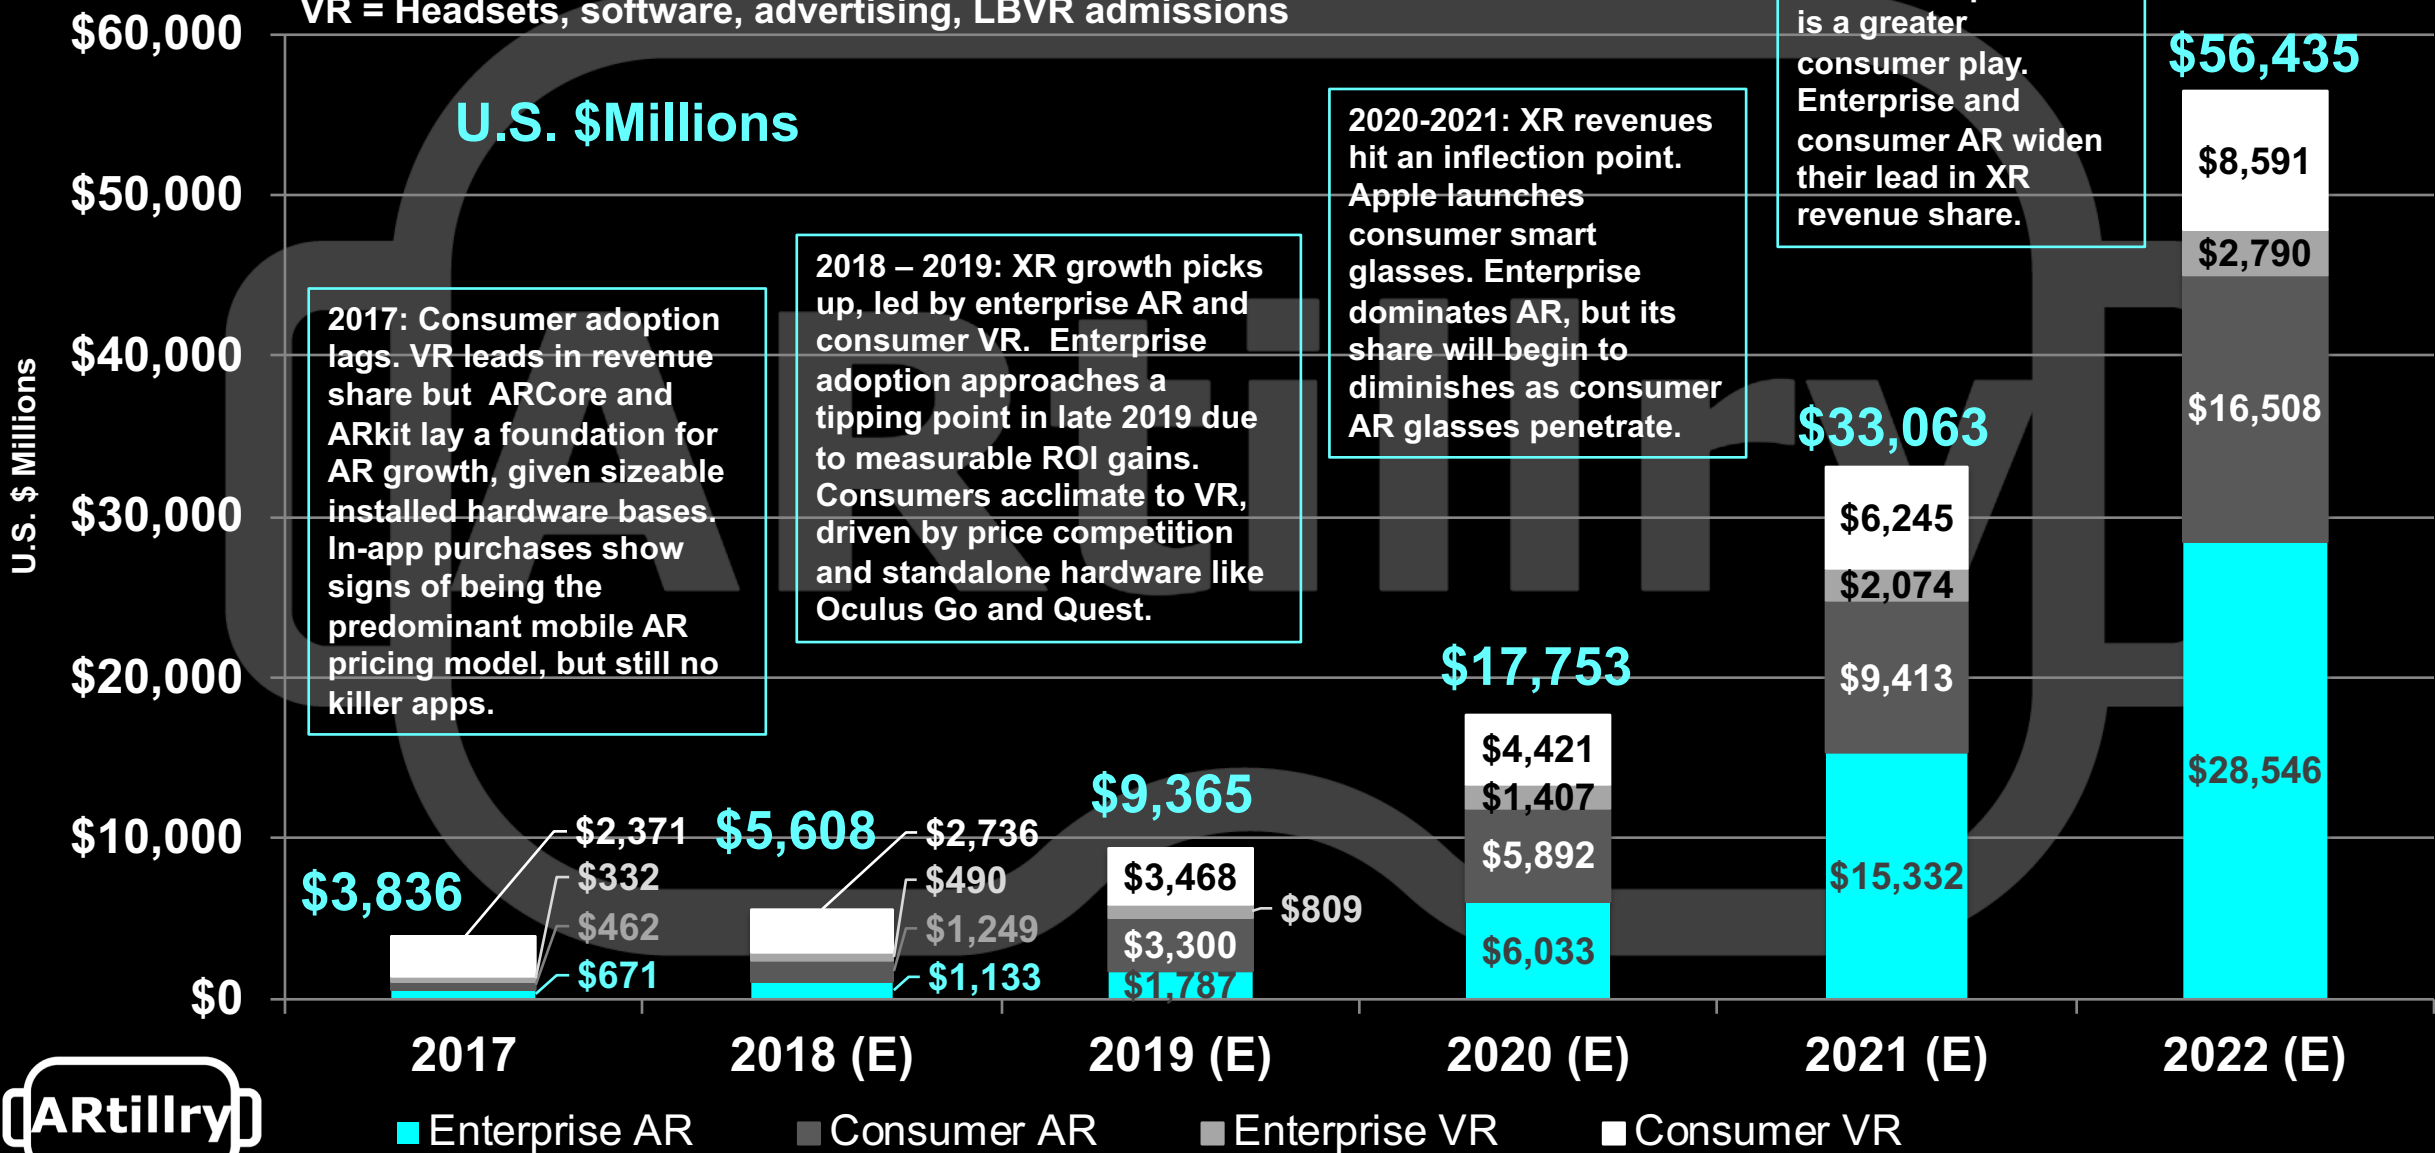 VR = Headsets, software, advertising, LBVR admissions
U.S. $Millions
U.S. $ Millions
$60,000
$50,000
$40,000
$30,000
$20,000
$10,000
$0
2017: Consumer adoption
lags. VR leads in revenue
share but ARCore and
ARkit lay a foundation for
AR growth, given sizeable
installed hardware bases.
In-app purchases show
signs of being the
predominant mobile AR
pricing model, but still no
killer apps.
2018 – 2019: XR growth picks
up, led by enterprise AR and
consumer VR. Enterprise
adoption approaches a
tipping point in late 2019 due
to measurable ROI gains.
Consumers acclimate to VR,
driven by price competition
and standalone hardware like
Oculus Go and Quest.
2020-2021: XR revenues
hit an inflection point.
Apple launches
consumer smart
glasses. Enterprise
dominates AR, but its
share will begin to
diminishes as consumer
AR glasses penetrate.
is a greater
consumer play.
Enterprise and
consumer AR widen
their lead in XR
revenue share.
ARtillry
$3,836
$2,371
$332
$462
$671
$5,608
$2,736
$490
$1,249
$1,133
$9,365
$3,468
$809
$3,300
$1,787
$17,753
$4,421
$1,407
$5,892
$6,033
$33,063
$6,245
$2,074
$9,413
$15,332
$56,435
$8,591
$2,790
$16,508
$28,546
2017
2018 (E)
2019 (E)
2020 (E)
2021 (E)
2022 (E)
ARtillry
Enterprise AR
Consumer AR
Enterprise VR
Consumer VR